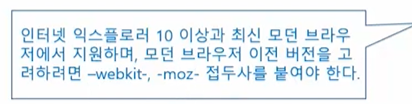 인터넷 익스플로러 10 이상과 최신 모던 브라우
저에서 지원하며, 모던 브라우저 이전 버전을 고
려하려면 –webkit-, -moz- 접두사를 붙여야 한다.